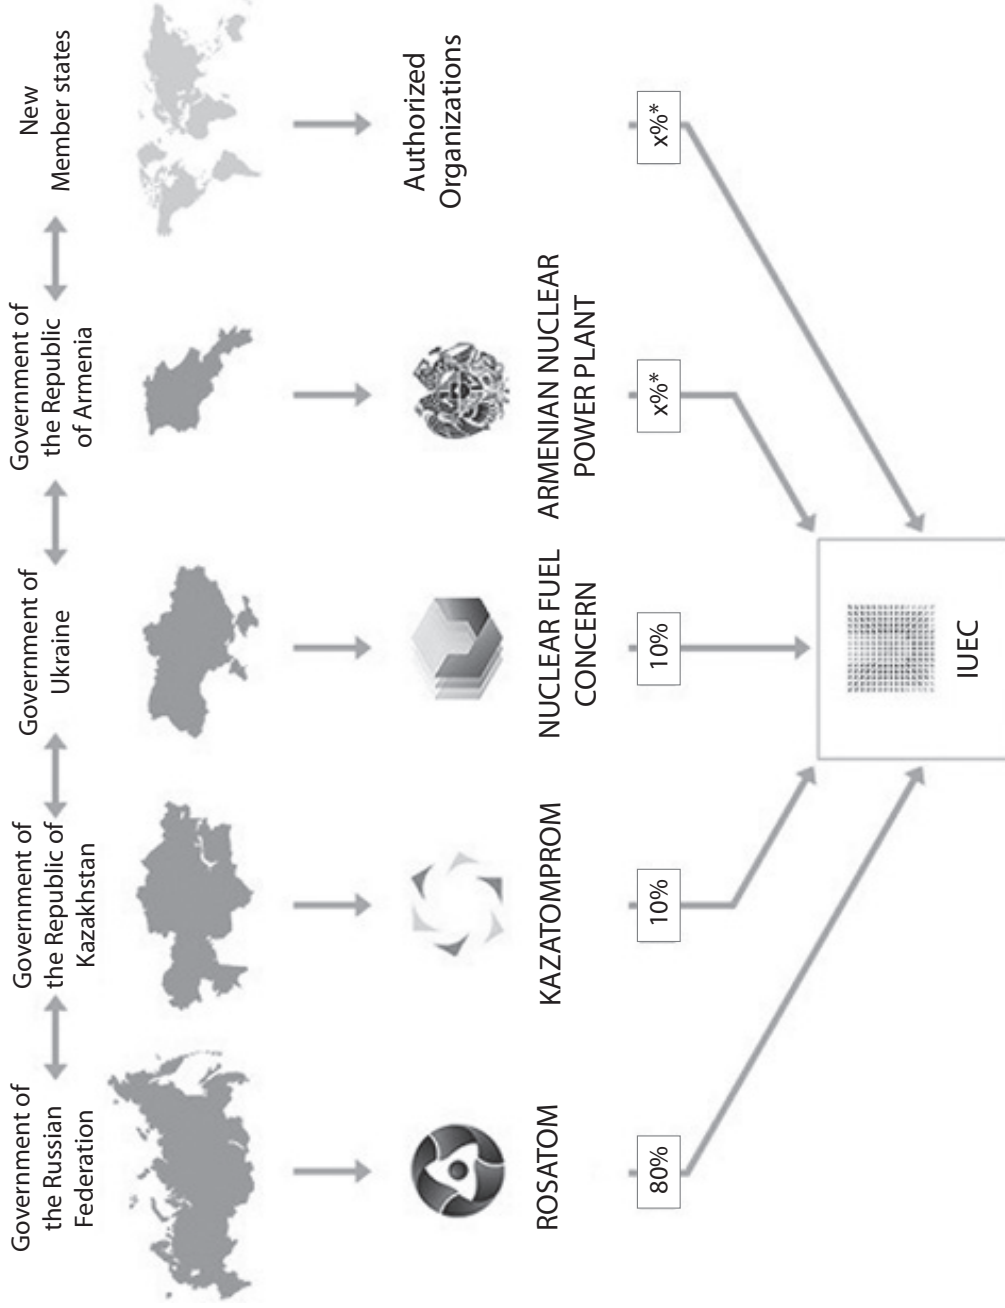 Government of
the Russian
Federation
Government of
the Republic of
Kazakhstan
Government of
Ukraine
Government of
the Republic
of Armenia
New
Member states
ROSATOM
KAZATOMPROM
NUCLEAR FUEL
CONCERN
ARMENIAN NUCLEAR
POWER PLANT
Authorized
Organizations
80%
10%
10%
x%*
x%*
IUEC